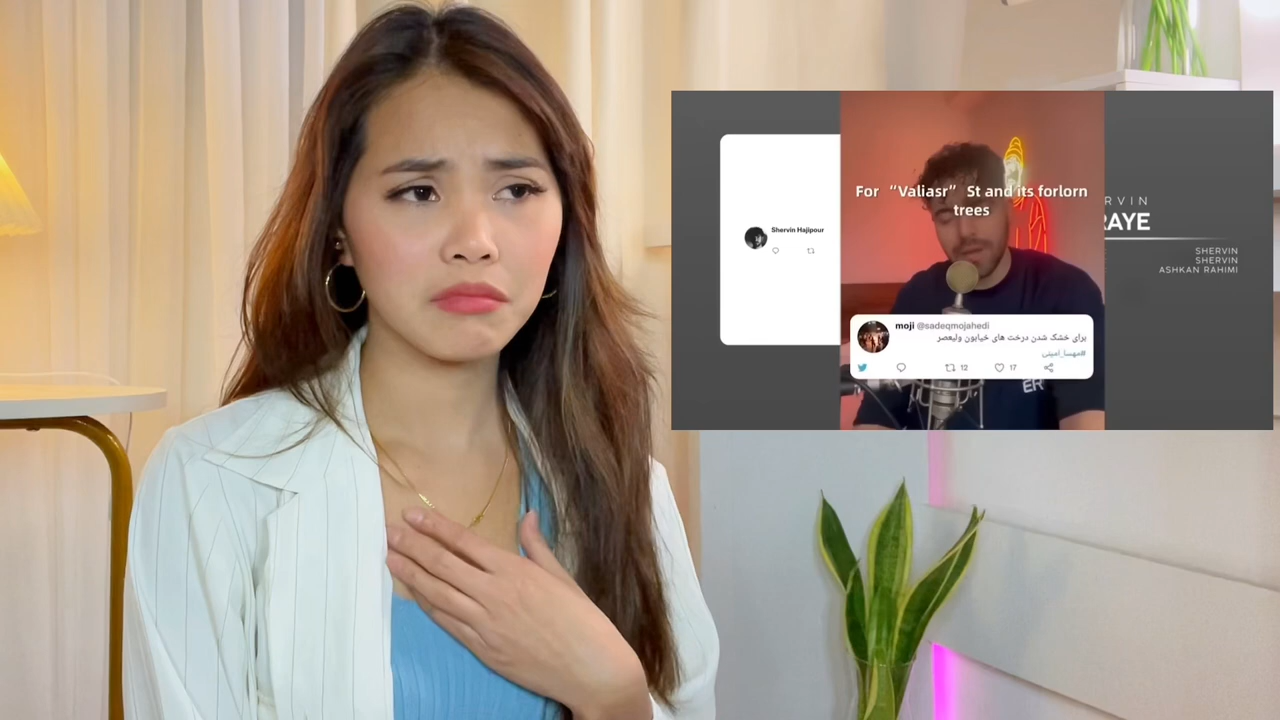 For “Valiasr” St and its forlorn
trees
Shervin Hajipour
RVIN
RAYE
SHERVIN
SHERVIN
ASHKAN RAHIMI
moji @sadeqmojahedi
برای خشک شدن درخت های خیابون ولیعصر
#مهسا_امینی
12
17
ER